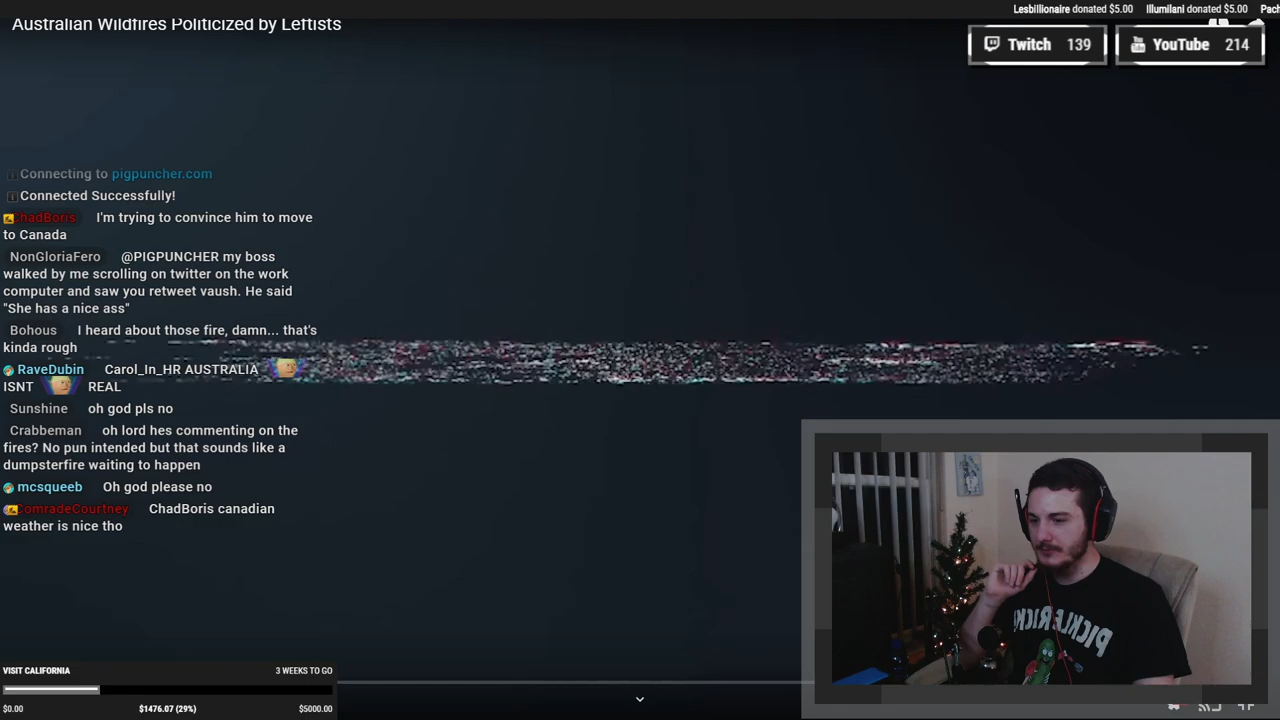 Lesbillionaire donated $5.00 Illumilani donated $5.00
Australian Wildfires Politicized by Leftists
Twitch 139 YouTube 214
Connecting to pigpuncher.com
Connected Successfully!
ChadBoris I'm trying to convince him to move
to Canada
NonGloriaFero @PIGPUNCHER my boss
walked by me scrolling on twitter on the work
computer and saw you retweet vaush. He said
"She has a nice ass"
Bohous I heard about those fire, damn... that's
kinda rough
RaveDubin Carol_In_HR AUSTRALIA
ISNT REAL
Sunshine oh god pls no
Crabbeman oh lord hes commenting on the
fires? No pun intended but that sounds like a
dumpsterfire waiting to happen
mcsqueeb Oh god please no
ComradeCourtney ChadBoris canadian
weather is nice tho
PICKLE RICK
VISIT CALIFORNIA 3 WEEKS TO GO
$0.00 $1476.07 (29%) $5000.00